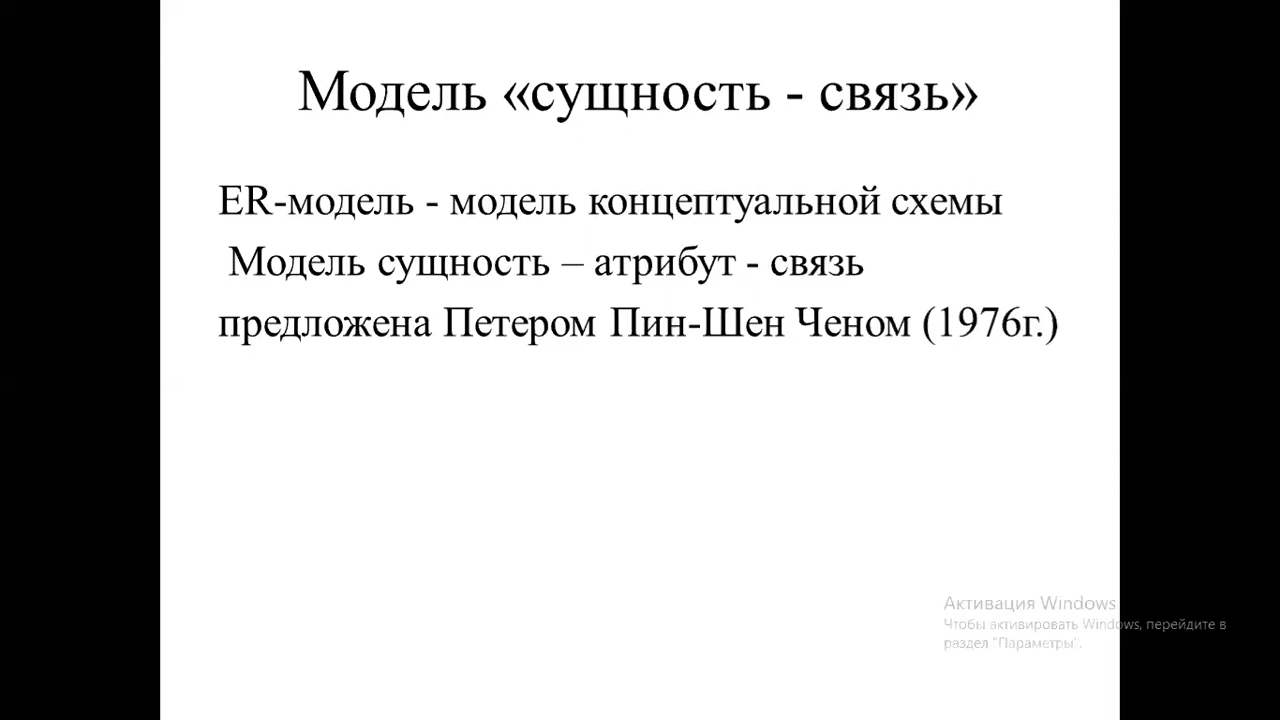 Модель «сущность - связь»
ER-модель - модель концептуальной схемы
Модель сущность – атрибут - связь
предложена Петером Пин-Шен Ченом (1976г.)
Активация Windows
Чтобы активировать Windows, перейдите в
раздел "Параметры".